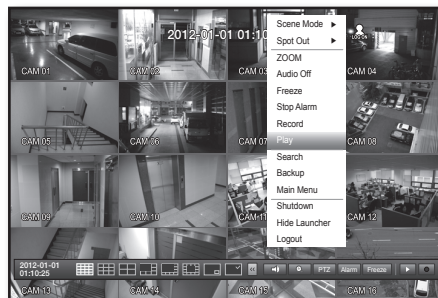 2012-01-01 01:10
LOG ON
Scene Mode
Spot Out
ZOOM
Audio Off
Freeze
Stop Alarm
Record
Play
Search
Backup
Main Menu
Shutdown
Hide Launcher
Logout
CAM 01
CAM 02
CAM 03
CAM 04
CAM 05
CAM 06
CAM 07
CAM 08
CAM 09
CAM 10
CAM 11
CAM 12
2012-01-01
01:10:25
PTZ
Alarm
Freeze
CAM 13
CAM 14
CAM 15
CAM 16